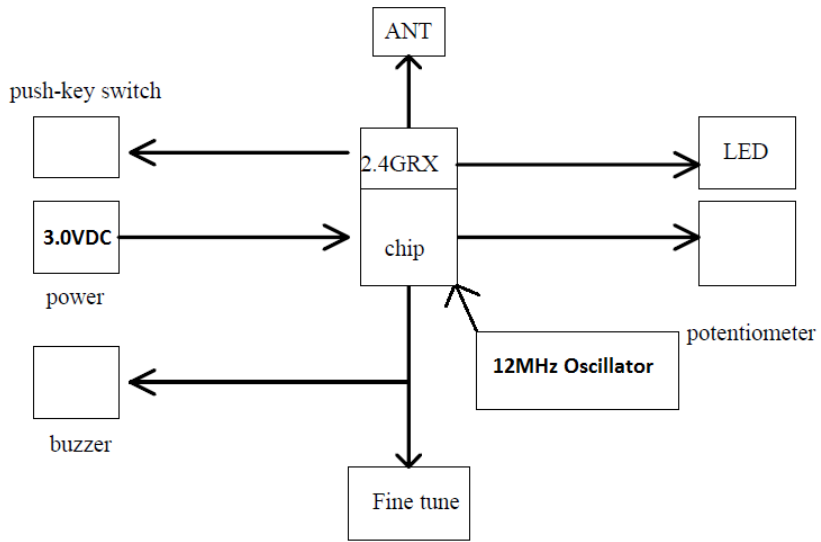 ANT
push-key switch
2.4GRX
LED
3.0VDC
chip
power
potentiometer
12MHz Oscillator
buzzer
Fine tune